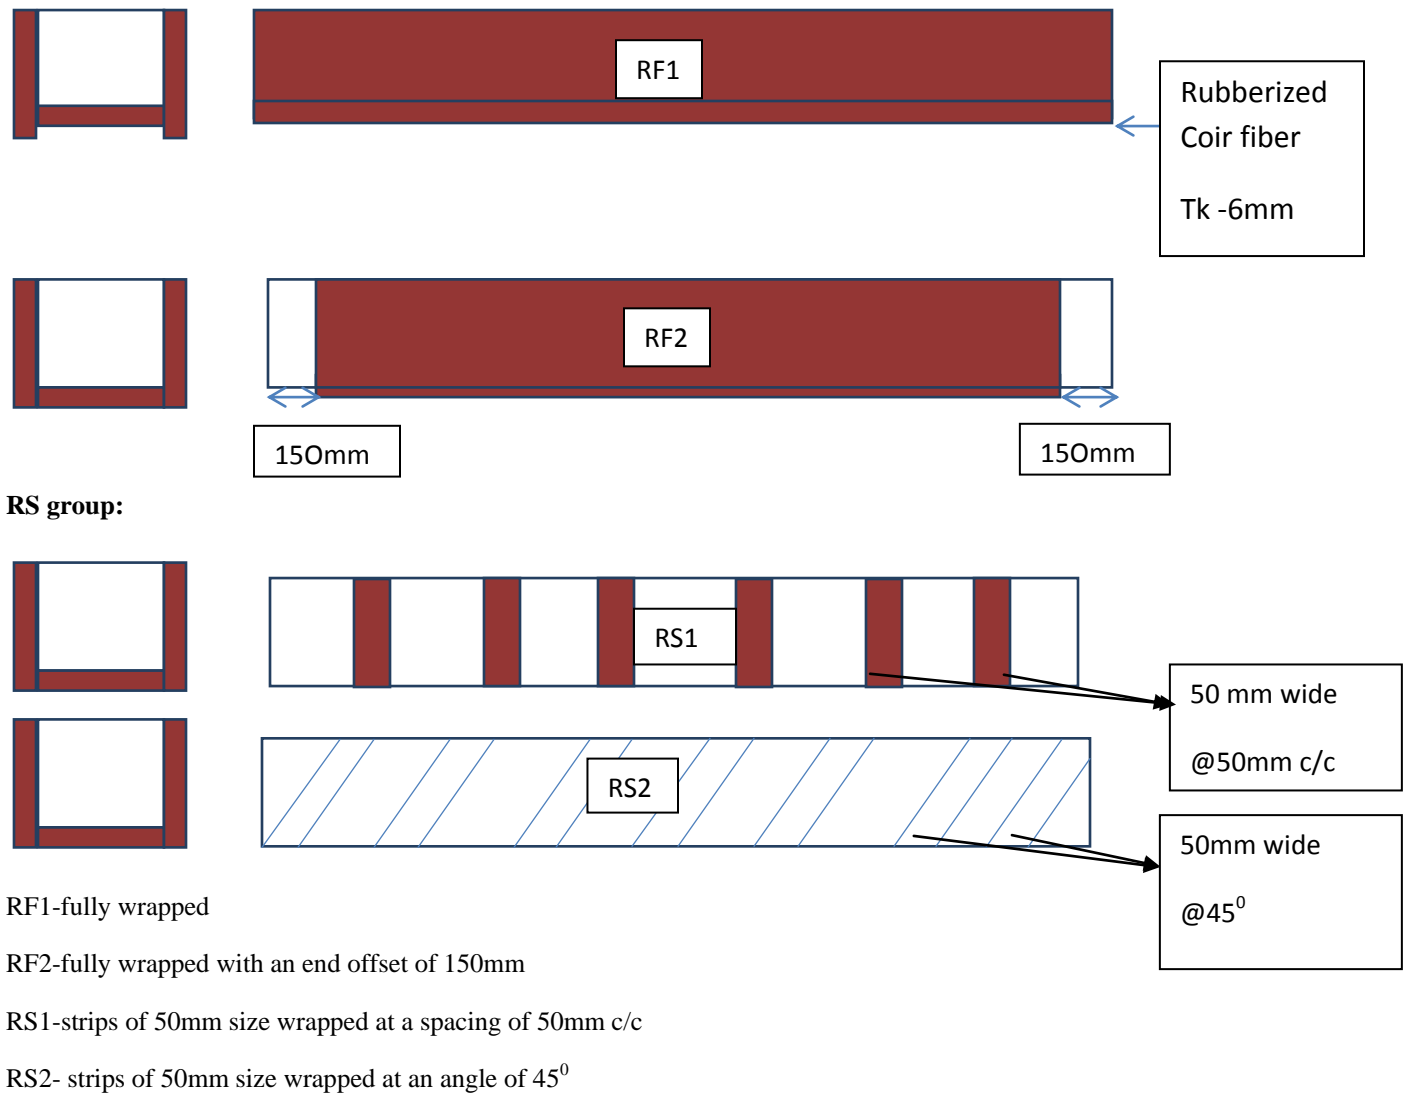 RF1
Rubberized
Coir fiber
Tk -6mm
RF2
15Omm
15Omm
RS group:
RS1
50 mm wide
@50mm c/c
RS2
50mm wide
@45⁰
RF1-fully wrapped
RF2-fully wrapped with an end offset of 150mm
RS1-strips of 50mm size wrapped at a spacing of 50mm c/c
RS2- strips of 50mm size wrapped at an angle of 45⁰